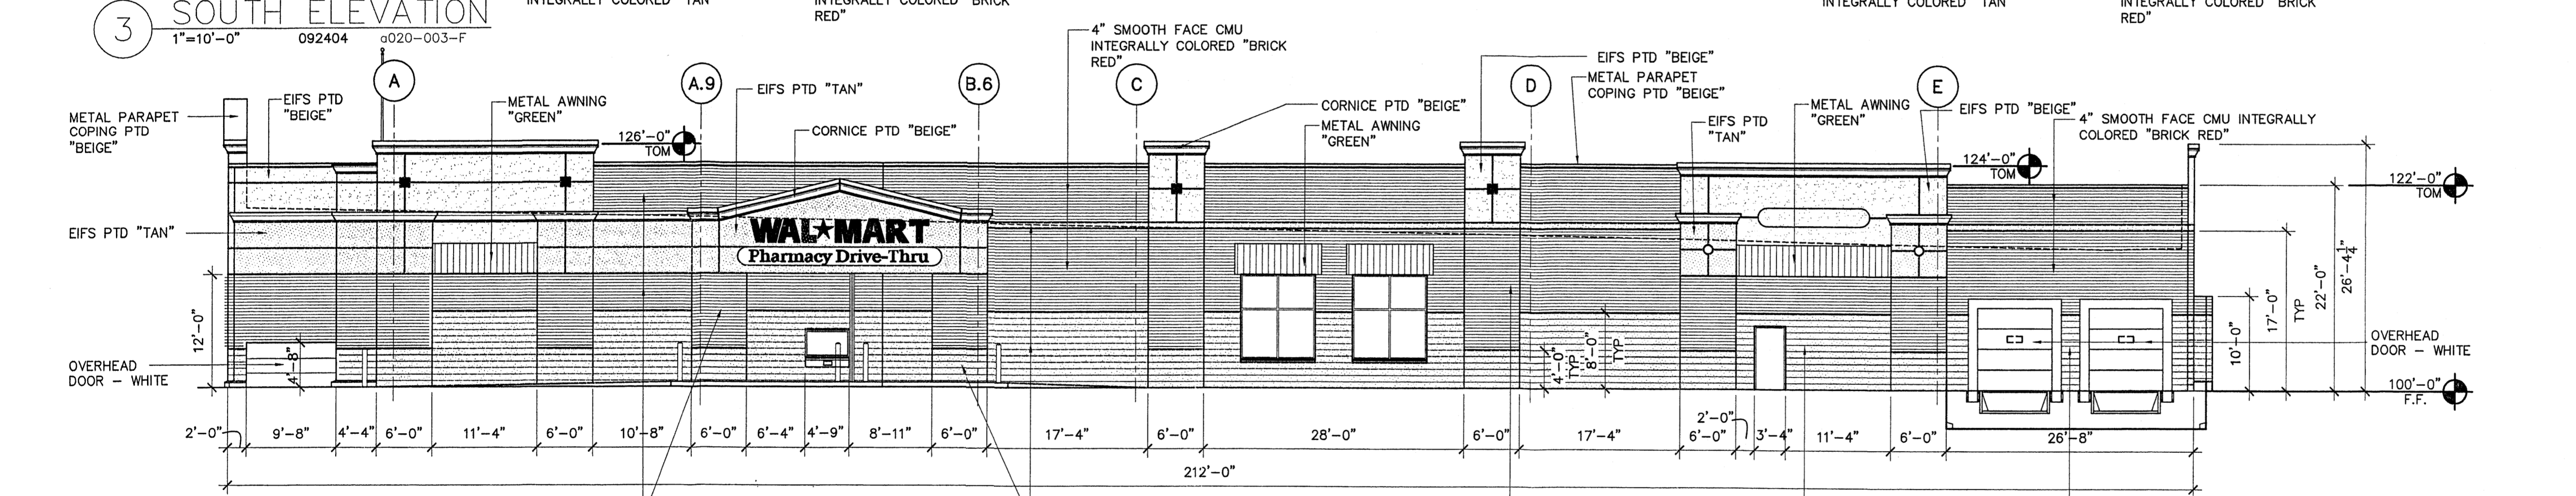 SOUTH ELEVATION
3
1"=10'-0" 092404 a020-003-F
INTEGRALLY COLORED "TAN"
INTEGRALLY COLORED "BRICK
RED"
INTEGRALLY COLORED "TAN"
INTEGRALLY COLORED "BRICK
RED"
4" SMOOTH FACE CMU
INTEGRALLY COLORED "BRICK
RED"
A
A.9
B.6
C
D
E
METAL PARAPET
COPING PTD
"BEIGE"
EIFS PTD
"BEIGE"
METAL AWNING
"GREEN"
126'-0"
TOM
EIFS PTD "TAN"
CORNICE PTD "BEIGE"
CORNICE PTD "BEIGE"
METAL AWNING
"GREEN"
EIFS PTD "BEIGE"
METAL PARAPET
COPING PTD "BEIGE"
EIFS PTD
"TAN"
METAL AWNING
"GREEN"
EIFS PTD "BEIGE"
4" SMOOTH FACE CMU INTEGRALLY
COLORED "BRICK RED"
124'-0"
TOM
122'-0"
TOM
EIFS PTD "TAN"
WAL★MART
Pharmacy Drive-Thru
12'-0"
4'-8"
OVERHEAD
DOOR – WHITE
4'-0"
TYP
8'-0"
TYP
10'-0"
17'-0"
TYP
22'-0"
26'-4 1/4"
OVERHEAD
DOOR – WHITE
100'-0"
F.F.
2'-0" 9'-8" 4'-4" 6'-0" 11'-4" 6'-0" 10'-8" 6'-0" 6'-4" 4'-9" 8'-11" 6'-0" 17'-4" 6'-0" 28'-0" 6'-0" 17'-4" 6'-0" 2'-0" 3'-4" 11'-4" 6'-0" 26'-8"
212'-0"